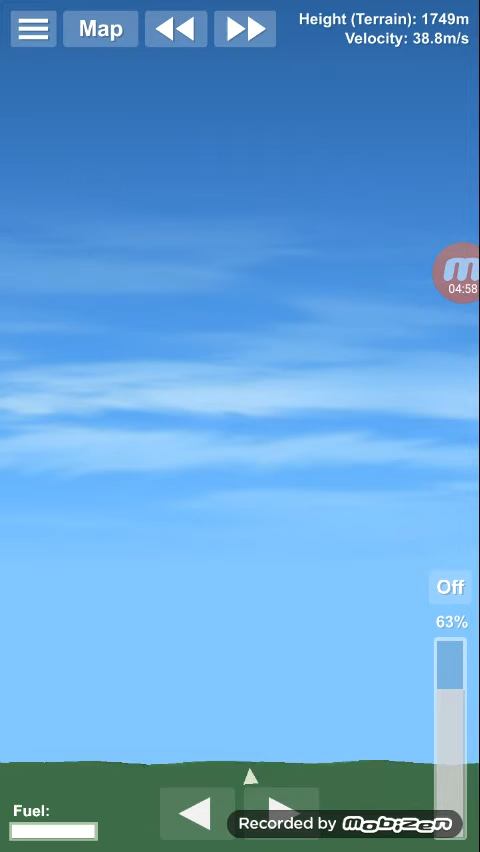 Map
Height (Terrain): 1749m
Velocity: 38.8m/s
m
04:58
Off
63%
Fuel:
Recorded by mobizen